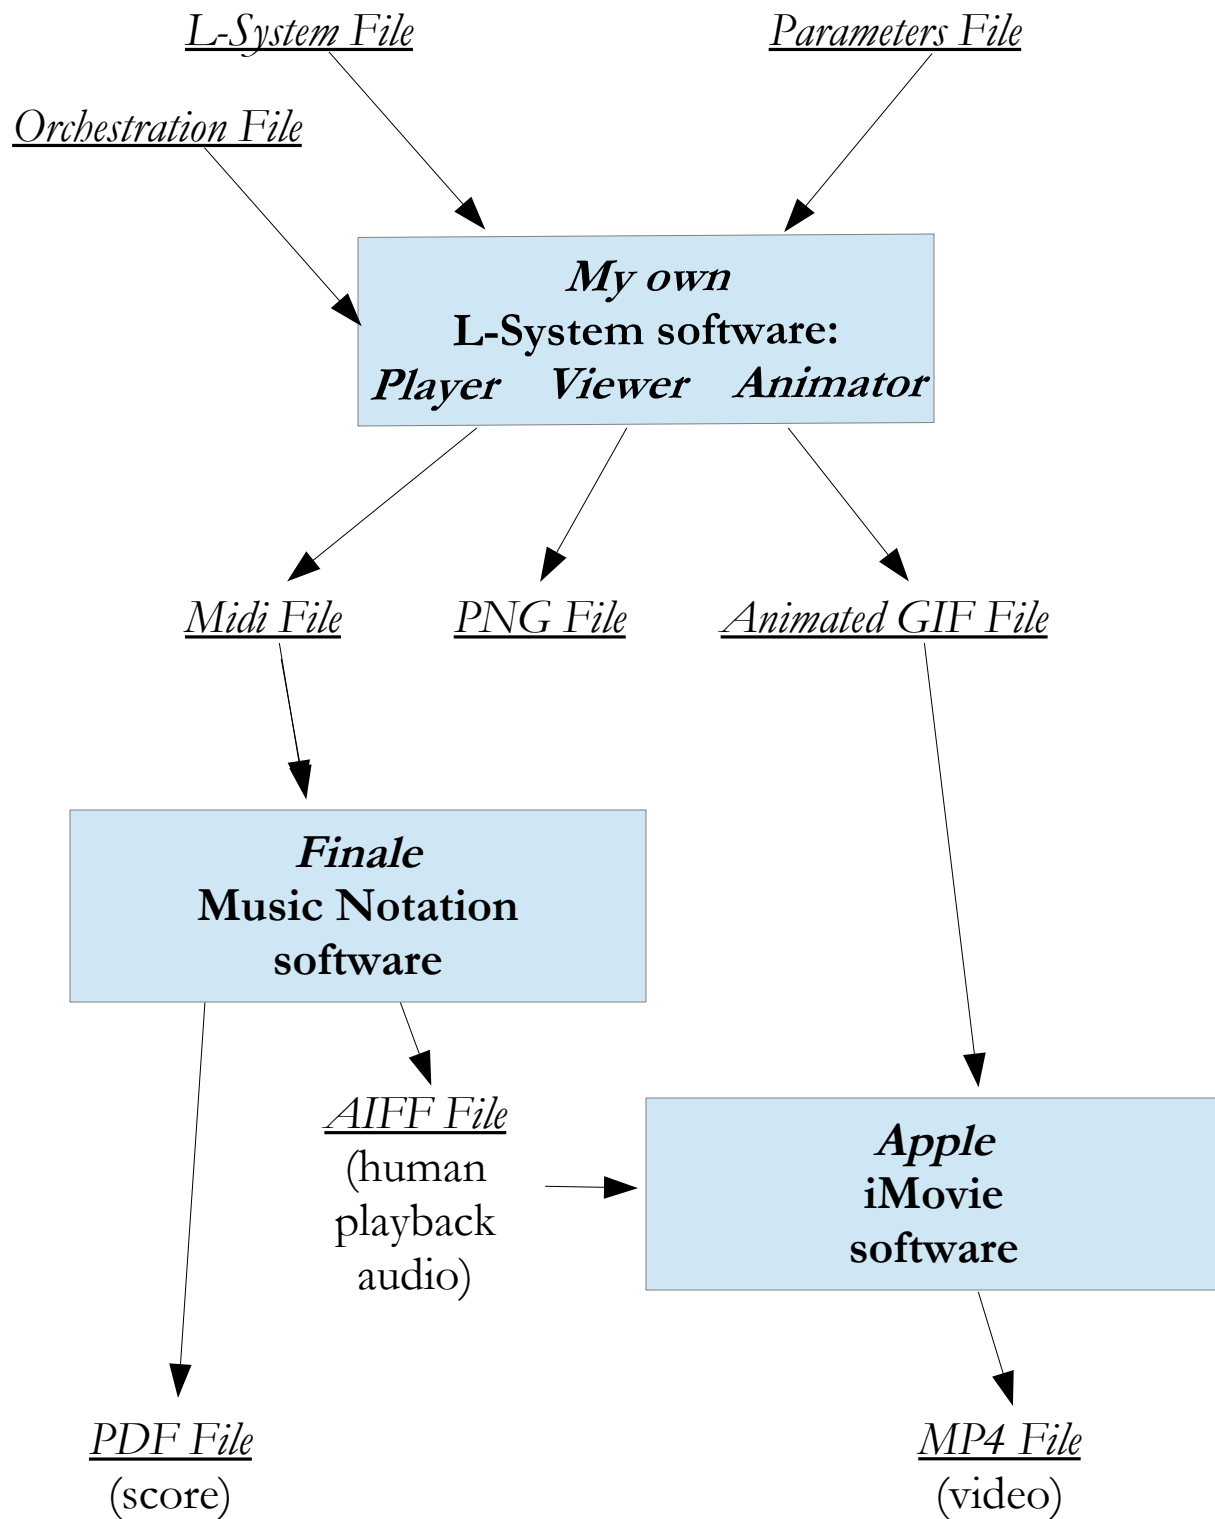 L-System File
Parameters File
Orchestration File
My own
L-System software:
Player Viewer Animator
Midi File
PNG File
Animated GIF File
Finale
Music Notation
software
AIFF File
(human
playback
audio)
Apple
iMovie
software
PDF File
(score)
MP4 File
(video)